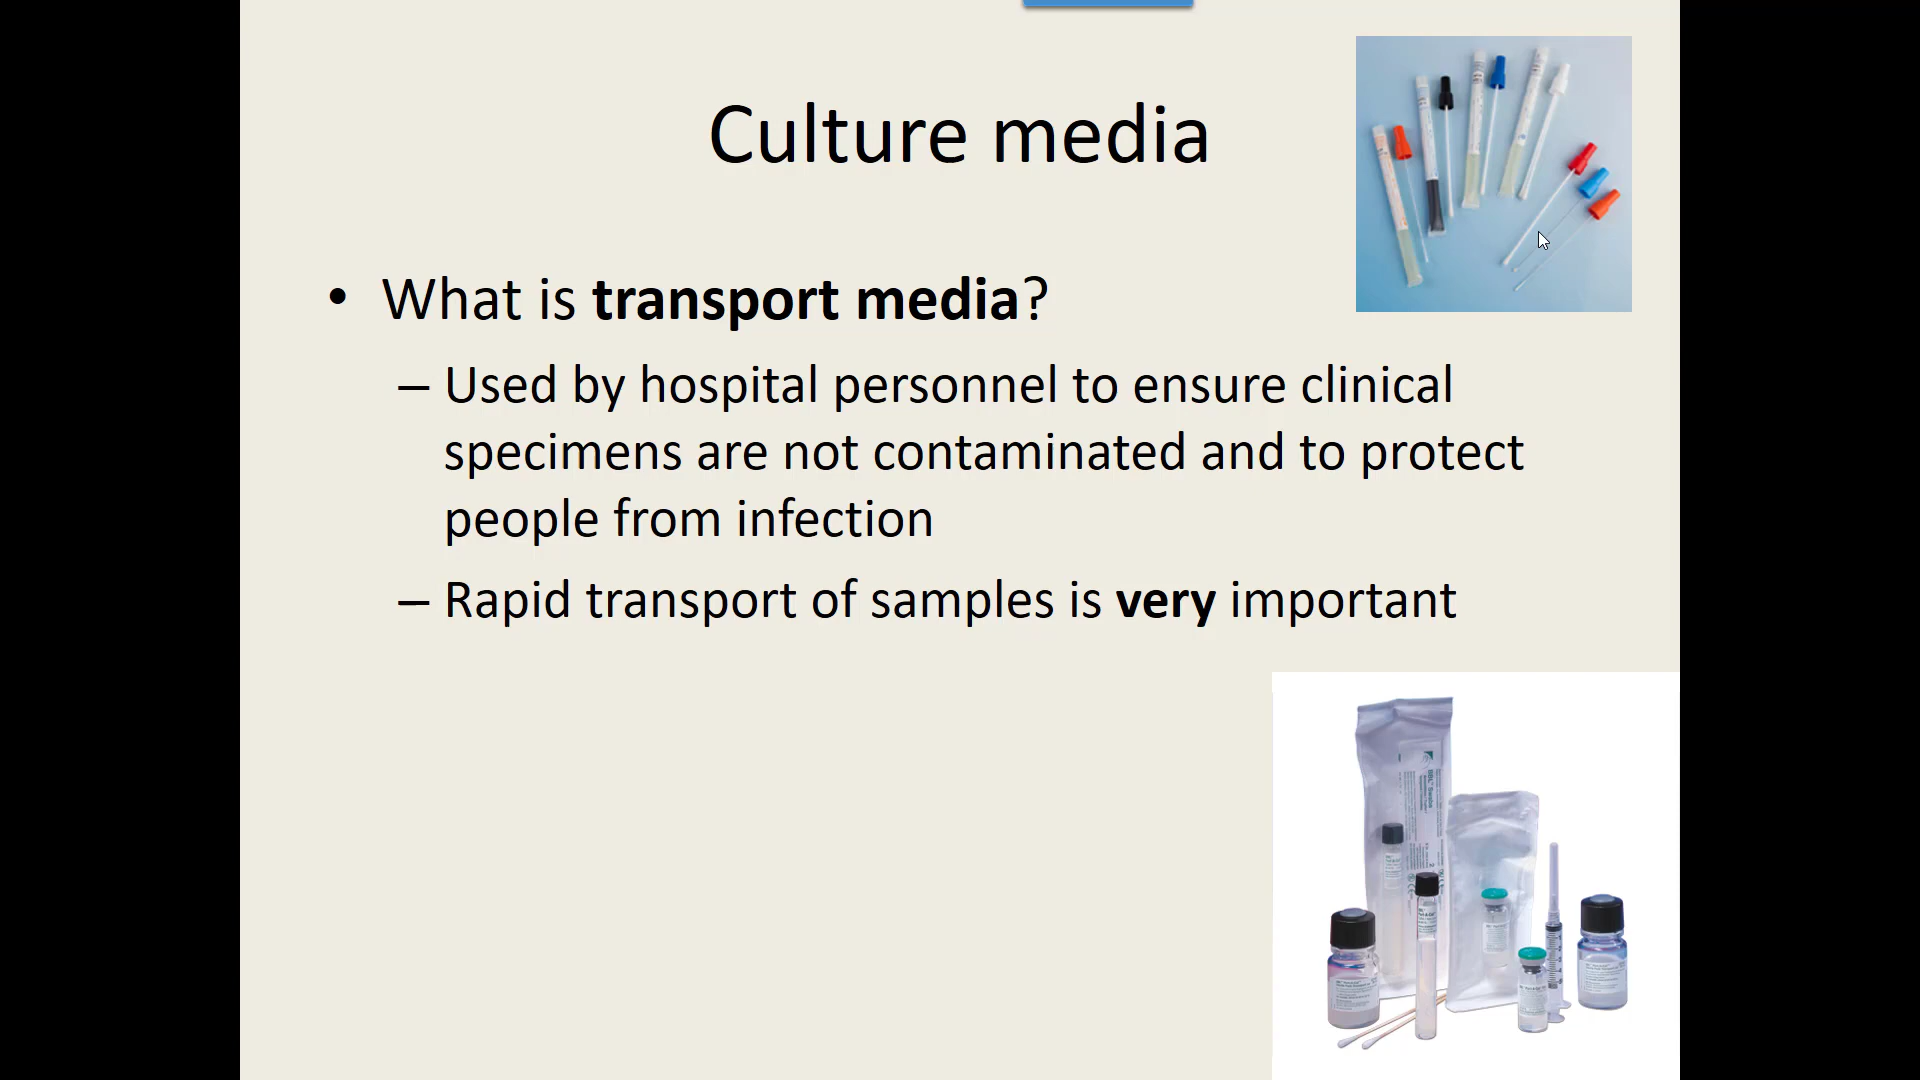 Culture media
• What is transport media?
– Used by hospital personnel to ensure clinical
specimens are not contaminated and to protect
people from infection
– Rapid transport of samples is very important